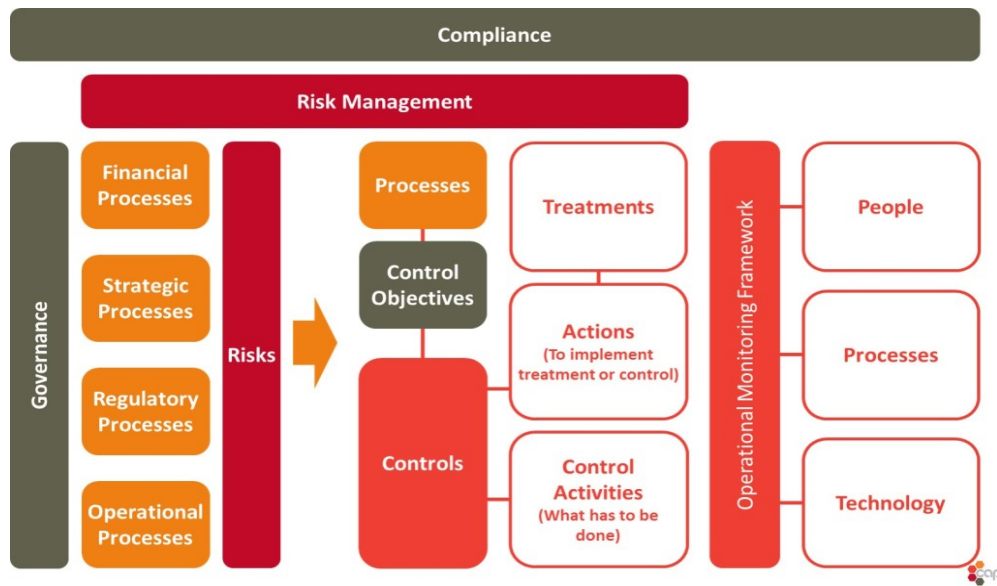 Compliance
Risk Management
Governance
Financial
Processes
Strategic
Processes
Regulatory
Processes
Operational
Processes
Risks
Processes
Control
Objectives
Controls
Treatments
Actions
(To implement
treatment or control)
Control
Activities
(What has to be
done)
Operational Monitoring Framework
People
Processes
Technology